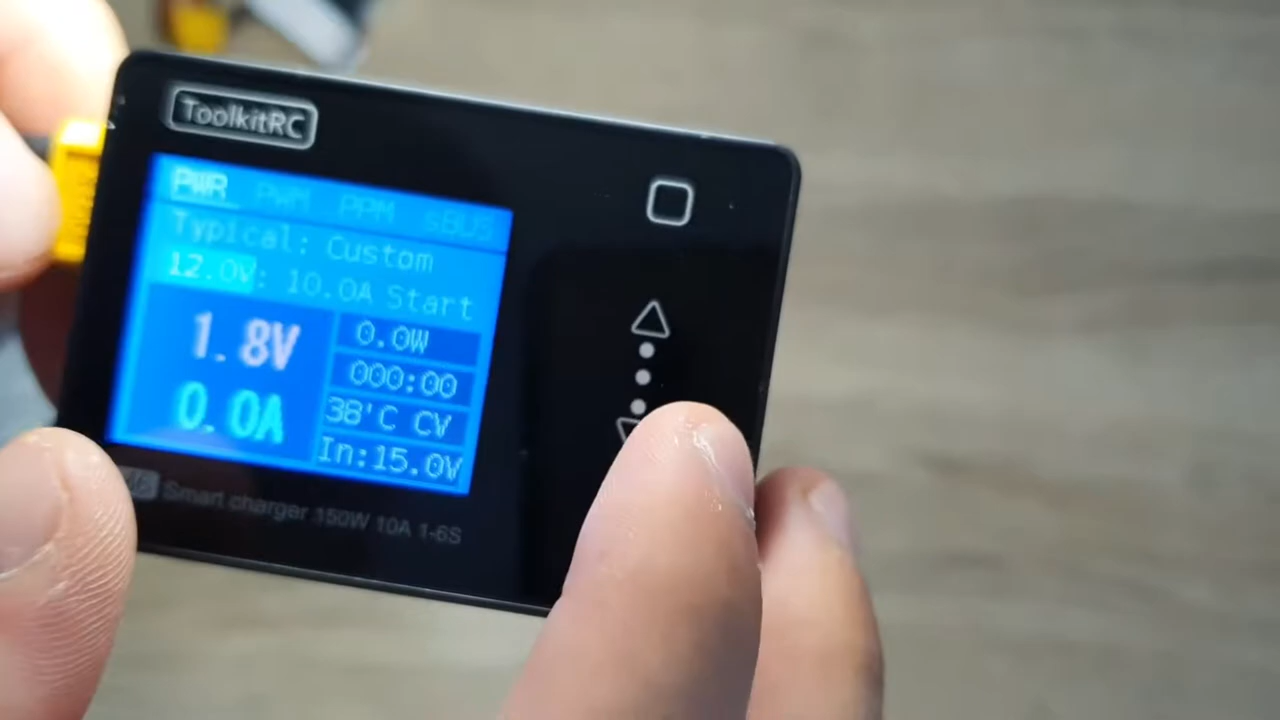 ToolkitRC
PWR PWM PPM sBUS
Typical: Custom
12.0V: 10.0A Start
1.8V
0.0A
0.0W
000:00
38'C CV
In:15.0V
Smart charger 150W 10A 1-6S